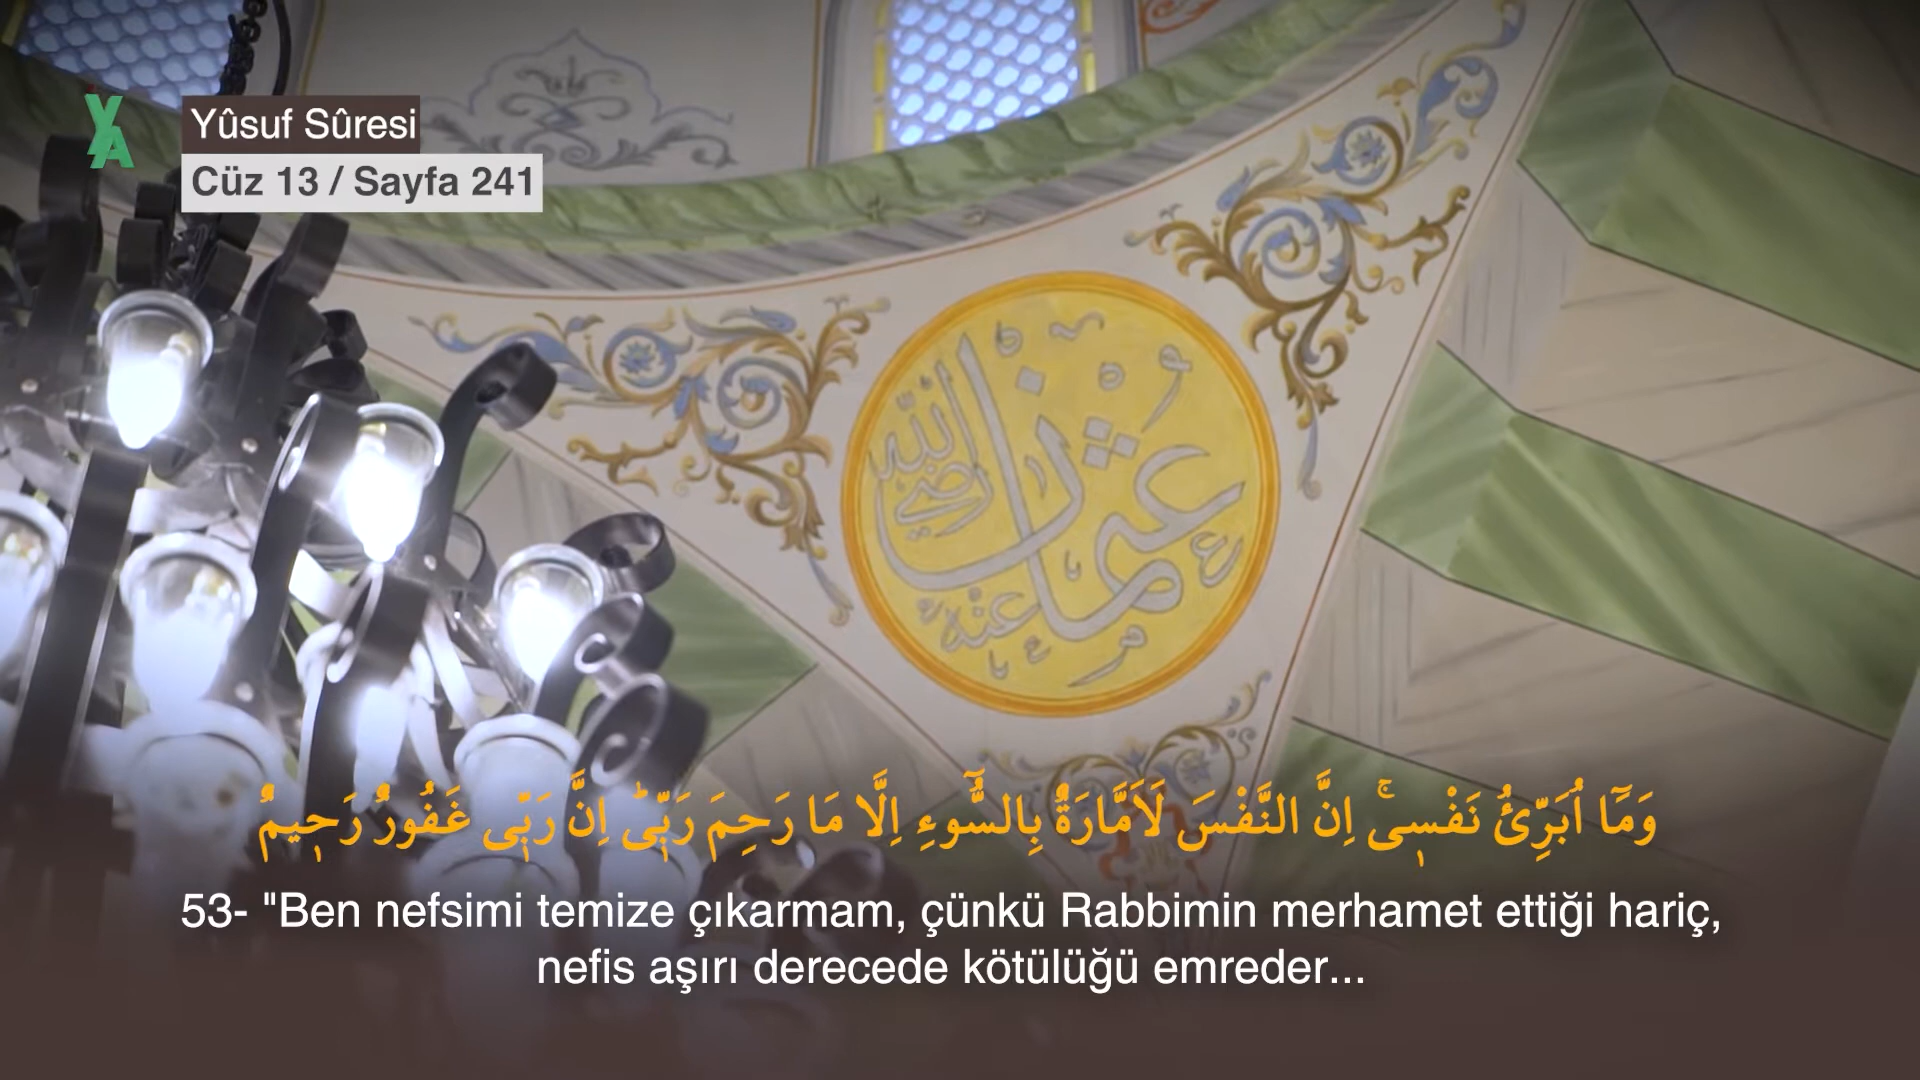 YA
Yûsuf Sûresi
Cüz 13 / Sayfa 241
عثمان
رضي الله
عنه
وَمَٓا اُبَرِّئُ نَفْسٖيۚ اِنَّ النَّفْسَ لَاَمَّارَةٌ بِالسُّٓوءِ اِلَّا مَا رَحِمَ رَبّٖيؕ اِنَّ رَبّٖي غَفُورٌ رَحٖيمٌ
53- "Ben nefsimi temize çıkarmam, çünkü Rabbimin merhamet ettiği hariç,
nefis aşırı derecede kötülüğü emreder...